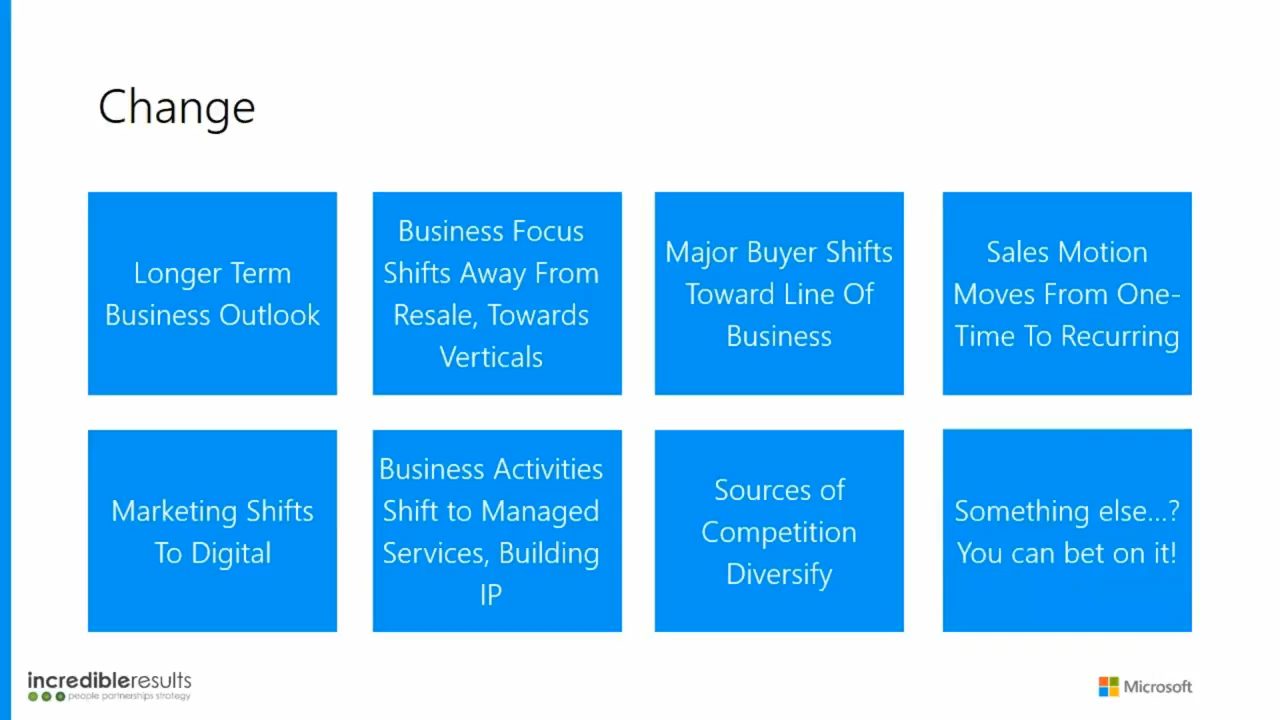 Change
Longer Term
Business Outlook
Business Focus
Shifts Away From
Resale, Towards
Verticals
Major Buyer Shifts
Toward Line Of
Business
Sales Motion
Moves From One-
Time To Recurring
Marketing Shifts
To Digital
Business Activities
Shift to Managed
Services, Building
IP
Sources of
Competition
Diversify
Something else...?
You can bet on it!
incredibleresults
people partnerships strategy
Microsoft